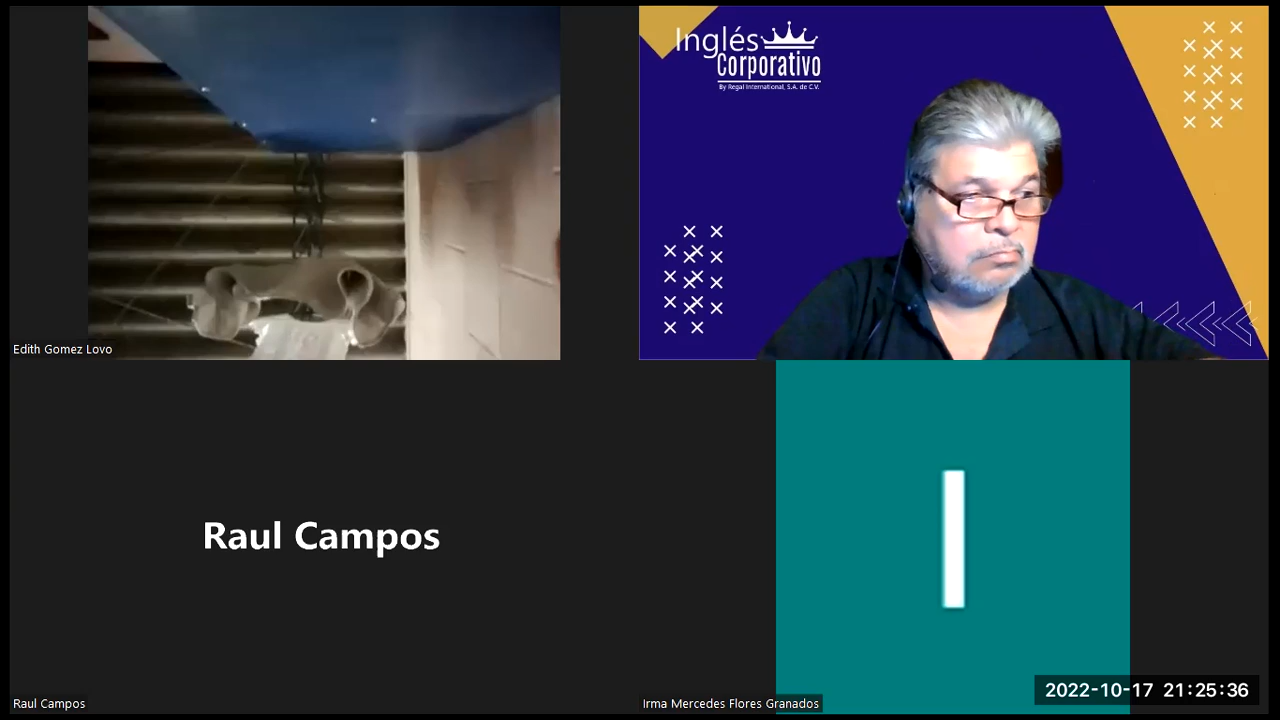 Inglés
Corporativo
By Regal International, S.A. de C.V.
Edith Gomez Lovo
Raul Campos
I
Raul Campos
Irma Mercedes Flores Granados
2022-10-17 21:25:36